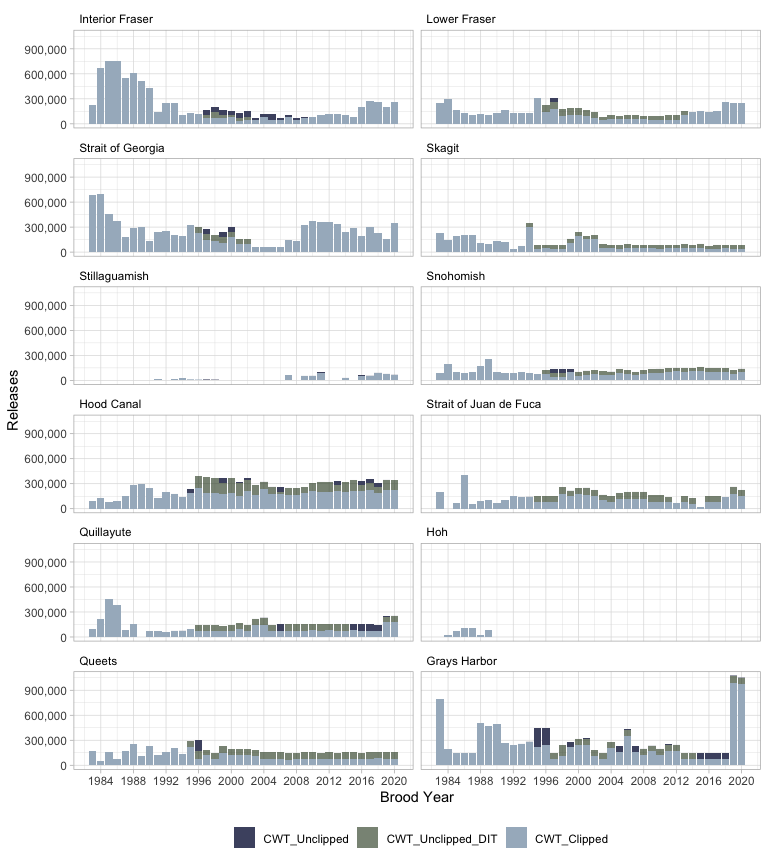 Interior Fraser Lower Fraser
900,000
600,000
300,000
0
Strait of Georgia Skagit
900,000
600,000
300,000
0
Stillaguamish Snohomish
900,000
600,000
300,000
0
Releases
Hood Canal Strait of Juan de Fuca
900,000
600,000
300,000
0
Quillayute Hoh
900,000
600,000
300,000
0
Queets Grays Harbor
900,000
600,000
300,000
0
1984 1988 1992 1996 2000 2004 2008 2012 2016 2020 1984 1988 1992 1996 2000 2004 2008 2012 2016 2020
Brood Year
CWT_Unclipped CWT_Unclipped_DIT CWT_Clipped